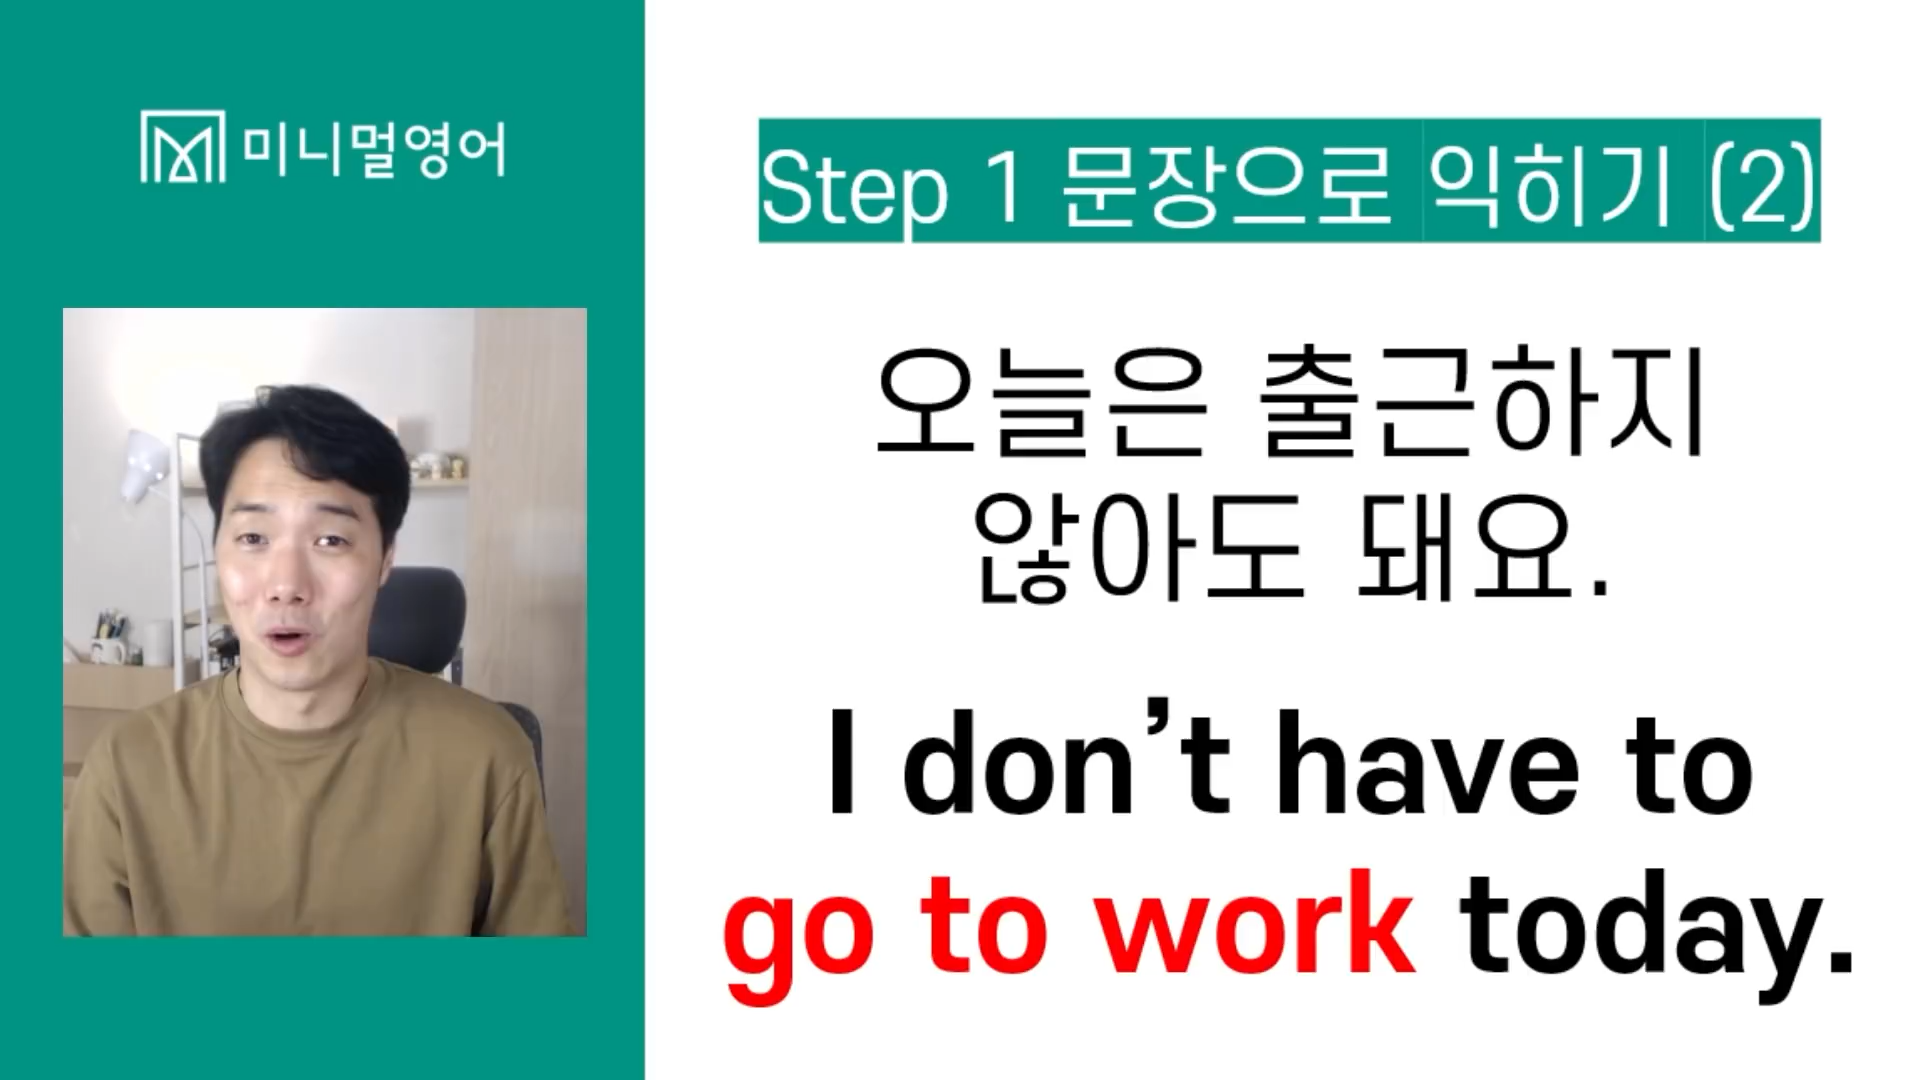 미니멀영어
Step 1 문장으로 익히기 (2)
오늘은 출근하지
않아도 돼요.
I don’t have to
go to work today.